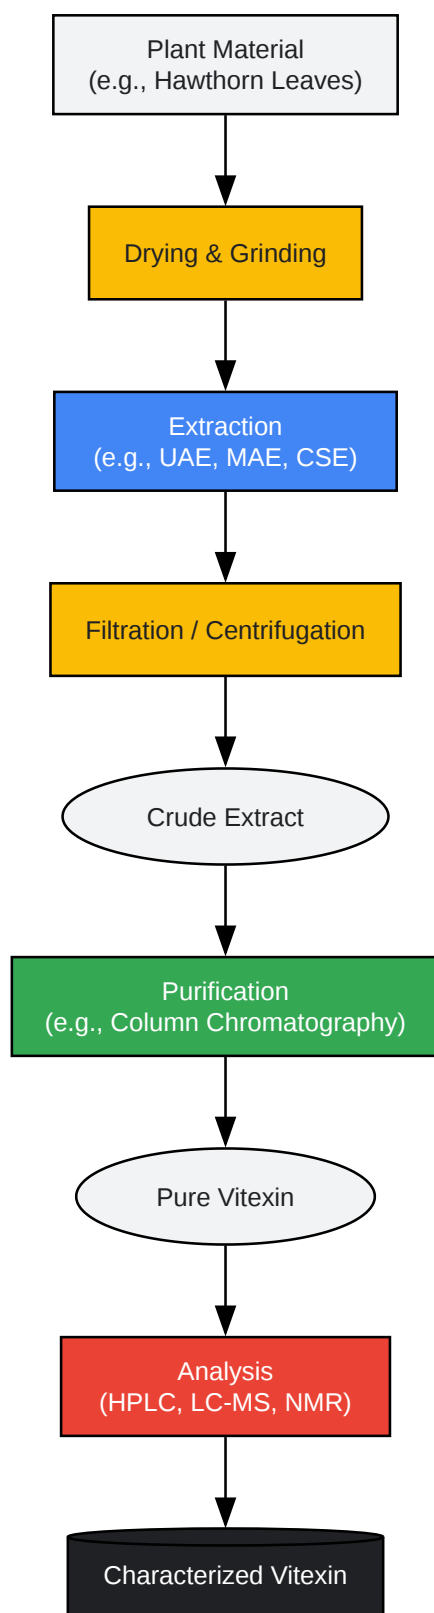 Plant Material
(e.g., Hawthorn Leaves)
Drying & Grinding
Extraction
(e.g., UAE, MAE, CSE)
Filtration / Centrifugation
Crude Extract
Purification
(e.g., Column Chromatography)
Pure Vitexin
Analysis
(HPLC, LC-MS, NMR)
Characterized Vitexin